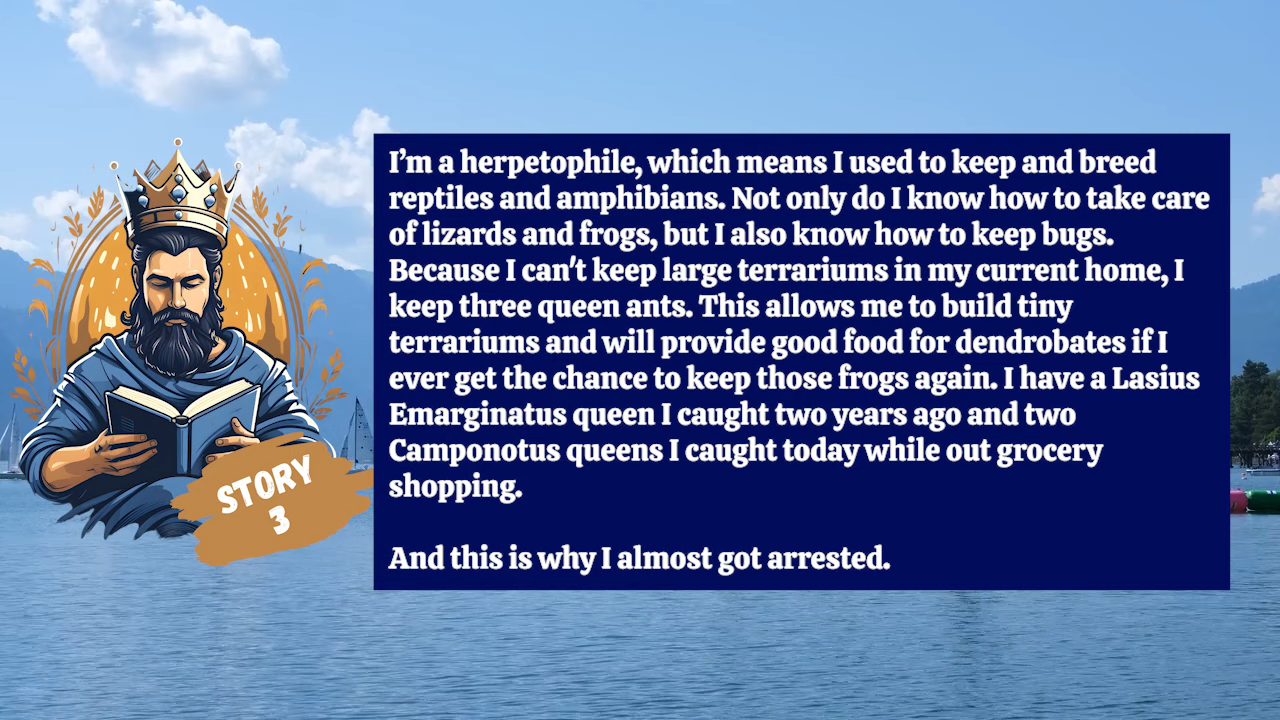 I’m a herpetophile, which means I used to keep and breed
reptiles and amphibians. Not only do I know how to take care
of lizards and frogs, but I also know how to keep bugs.
Because I can't keep large terrariums in my current home, I
keep three queen ants. This allows me to build tiny
terrariums and will provide good food for dendrobates if I
ever get the chance to keep those frogs again. I have a Lasius
Emarginatus queen I caught two years ago and two
Camponotus queens I caught today while out grocery
shopping.
And this is why I almost got arrested.
STORY
3